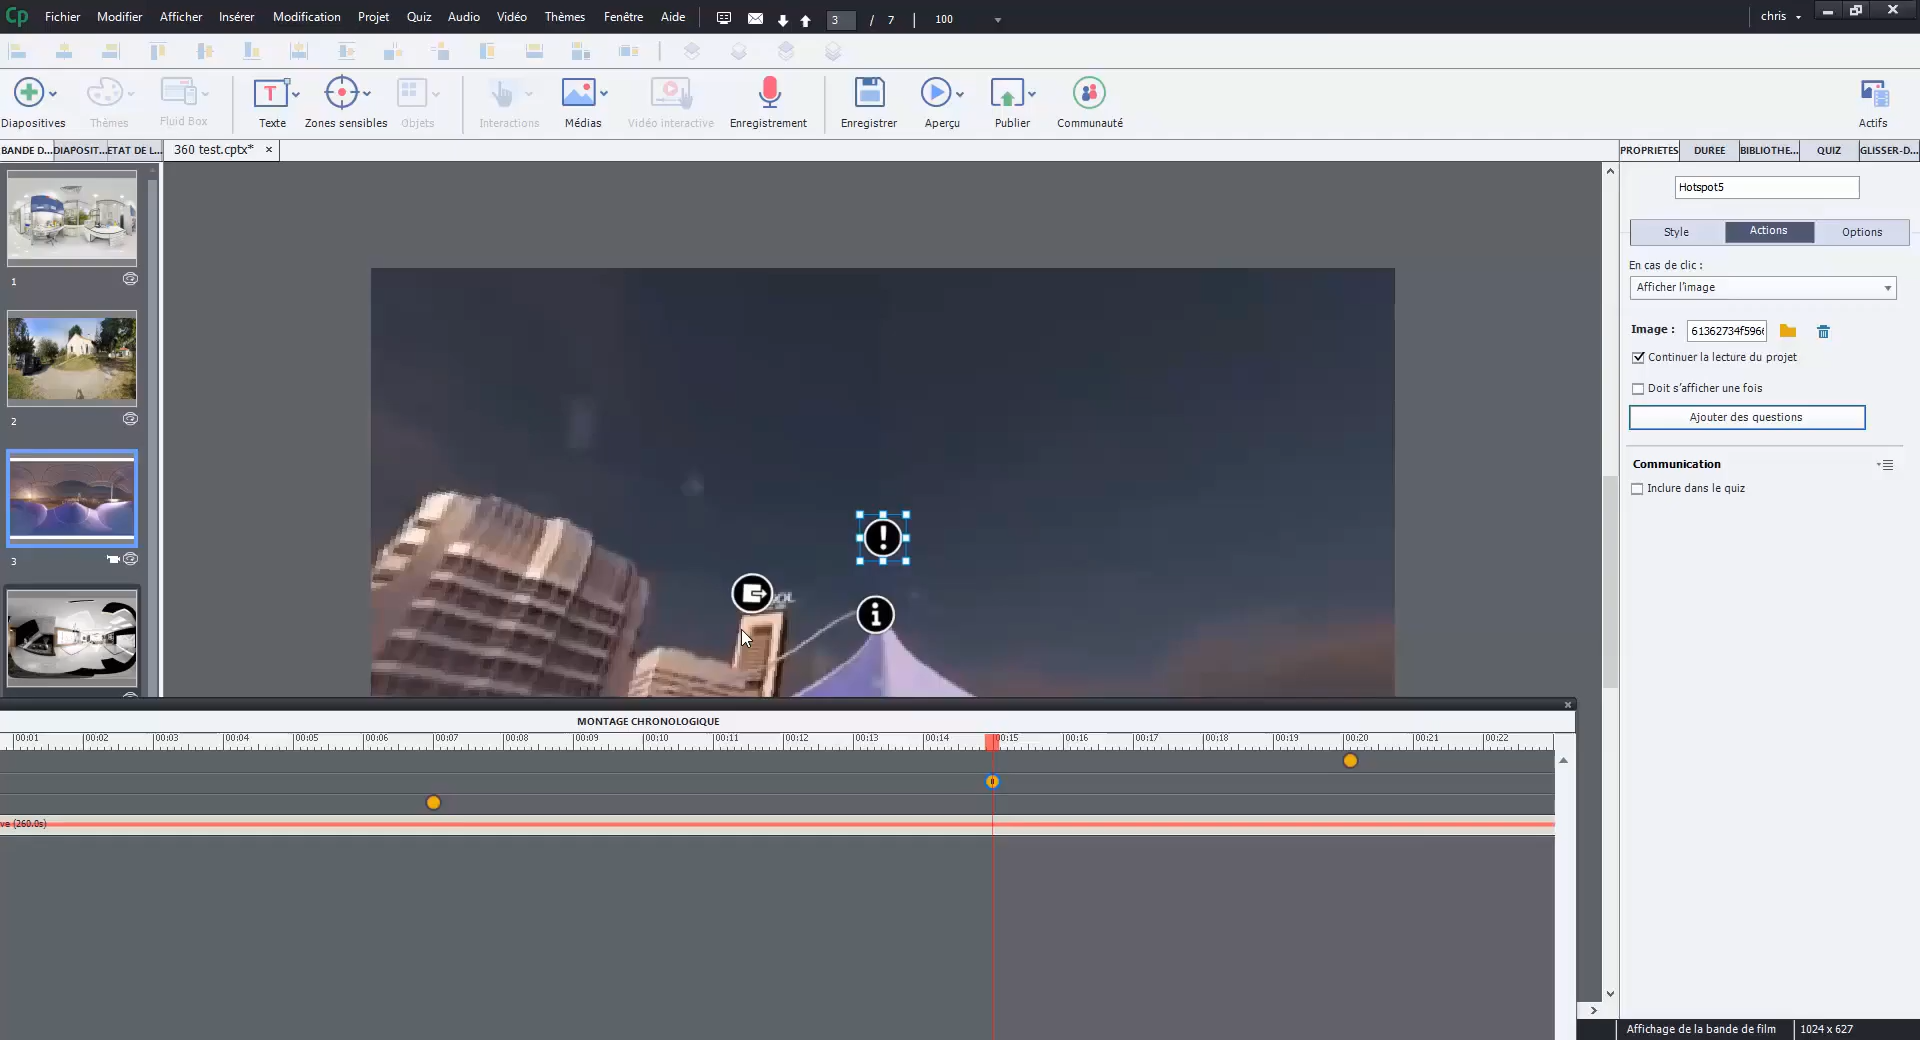 Cp Fichier Modifier Afficher Insérer Modification Projet Quiz Audio Vidéo Thèmes Fenêtre Aide 3 / 7 100 chris
Diapositives Thèmes Fluid Box Texte Zones sensibles Objets Interactions Médias Vidéo interactive Enregistrement Enregistrer Aperçu Publier Communauté Actifs
BANDE D... DIAPOSIT... ETAT DE L... 360 test.cptx* × PROPRIETES DUREE BIBLIOTHE... QUIZ GLISSER-D...
Hotspot5
Style Actions Options
En cas de clic :
Afficher l'image
Image : 61362734f596
Continuer la lecture du projet
Doit s'afficher une fois
Ajouter des questions
Communication
Inclure dans le quiz
1
2
3
MONTAGE CHRONOLOGIQUE
00:01 00:02 00:03 00:04 00:05 00:06 00:07 00:08 00:09 00:10 00:11 00:12 00:13 00:14 00:15 00:16 00:17 00:18 00:19 00:20 00:21 00:22
ve (260.0s)
Affichage de la bande de film 1024 x 627